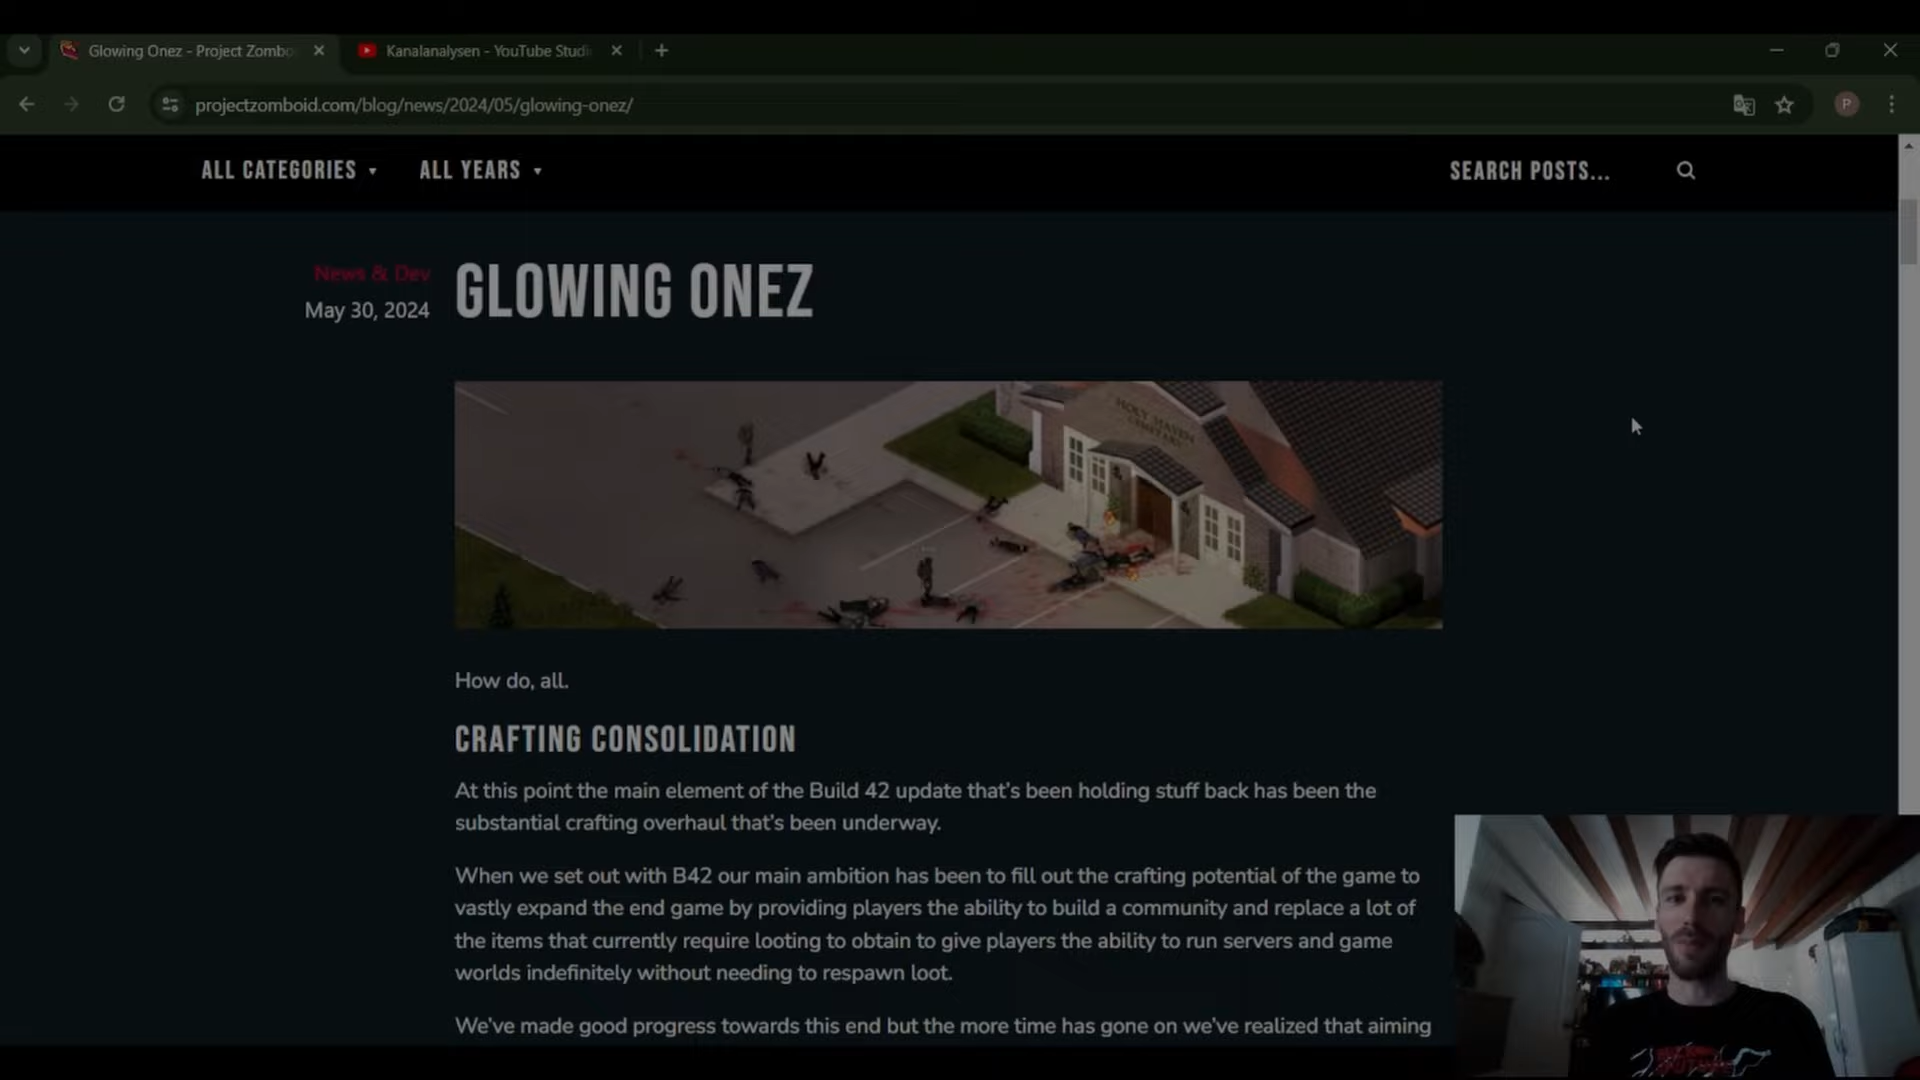 Glowing Onez - Project Zombo
Kanalanalysen - YouTube Studi
projectzomboid.com/blog/news/2024/05/glowing-onez/
P
ALL CATEGORIES
ALL YEARS
SEARCH POSTS...
News & Dev
GLOWING ONEZ
May 30, 2024
HOLY HAVEN
CEMETARY
How do, all.
CRAFTING CONSOLIDATION
At this point the main element of the Build 42 update that's been holding stuff back has been the
substantial crafting overhaul that's been underway.
When we set out with B42 our main ambition has been to fill out the crafting potential of the game to
vastly expand the end game by providing players the ability to build a community and replace a lot of
the items that currently require looting to obtain to give players the ability to run servers and game
worlds indefinitely without needing to respawn loot.
We've made good progress towards this end but the more time has gone on we've realized that aiming